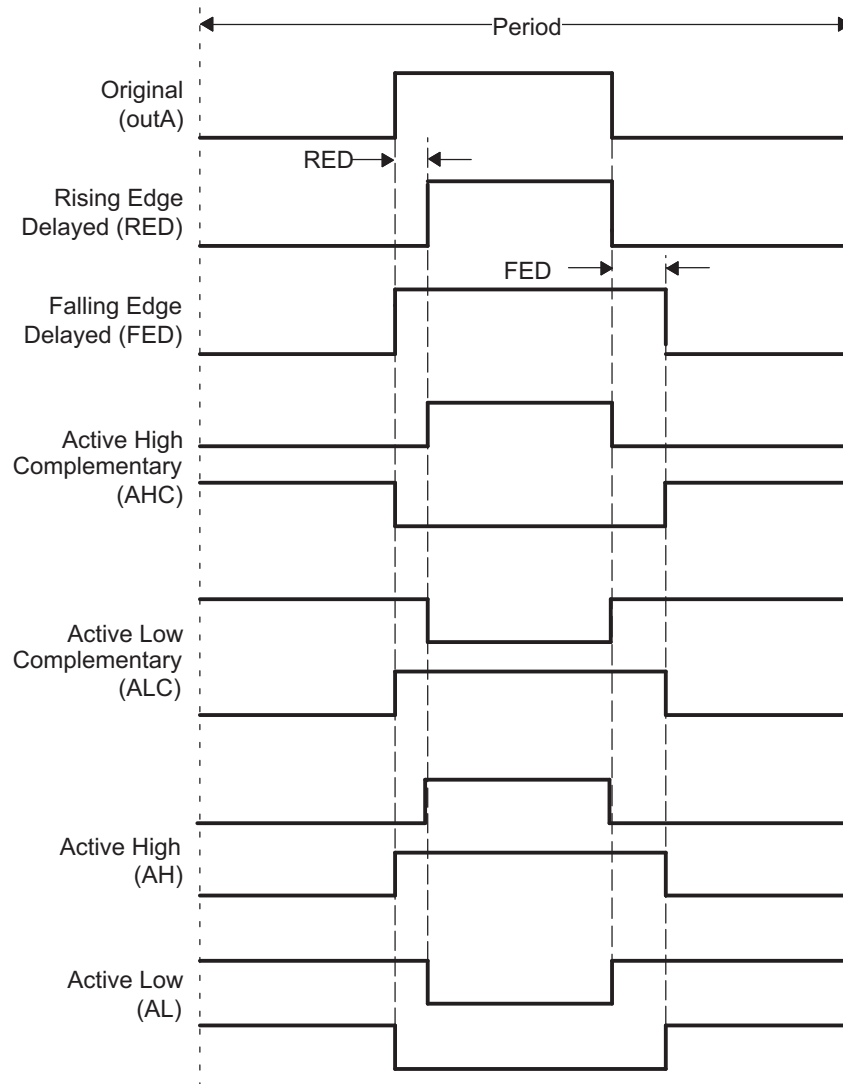 Period
Original
(outA)
RED
Rising Edge
Delayed (RED)
FED
Falling Edge
Delayed (FED)
Active High
Complementary
(AHC)
Active Low
Complementary
(ALC)
Active High
(AH)
Active Low
(AL)